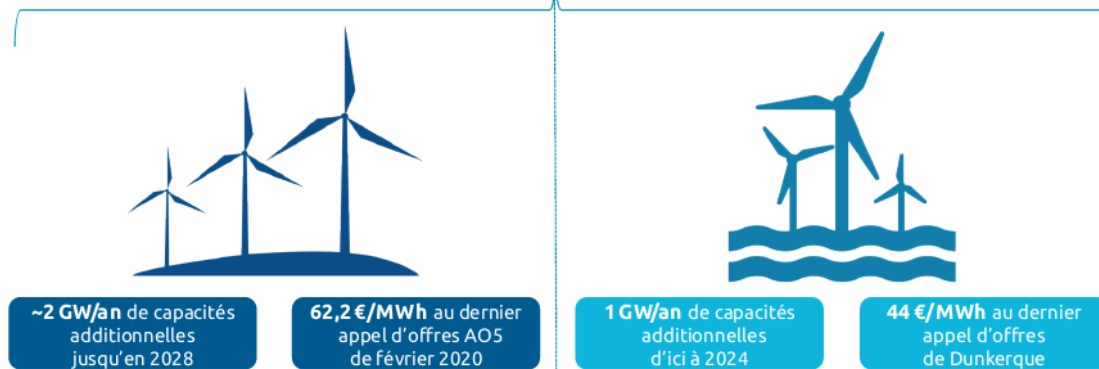 ~2 GW/an de capacités
additionnelles
jusqu'en 2028
62,2 €/MWh au dernier
appel d'offres AO5
de février 2020
1 GW/an de capacités
additionnelles
d'ici à 2024
44 €/MWh au dernier
appel d'offres
de Dunkerque